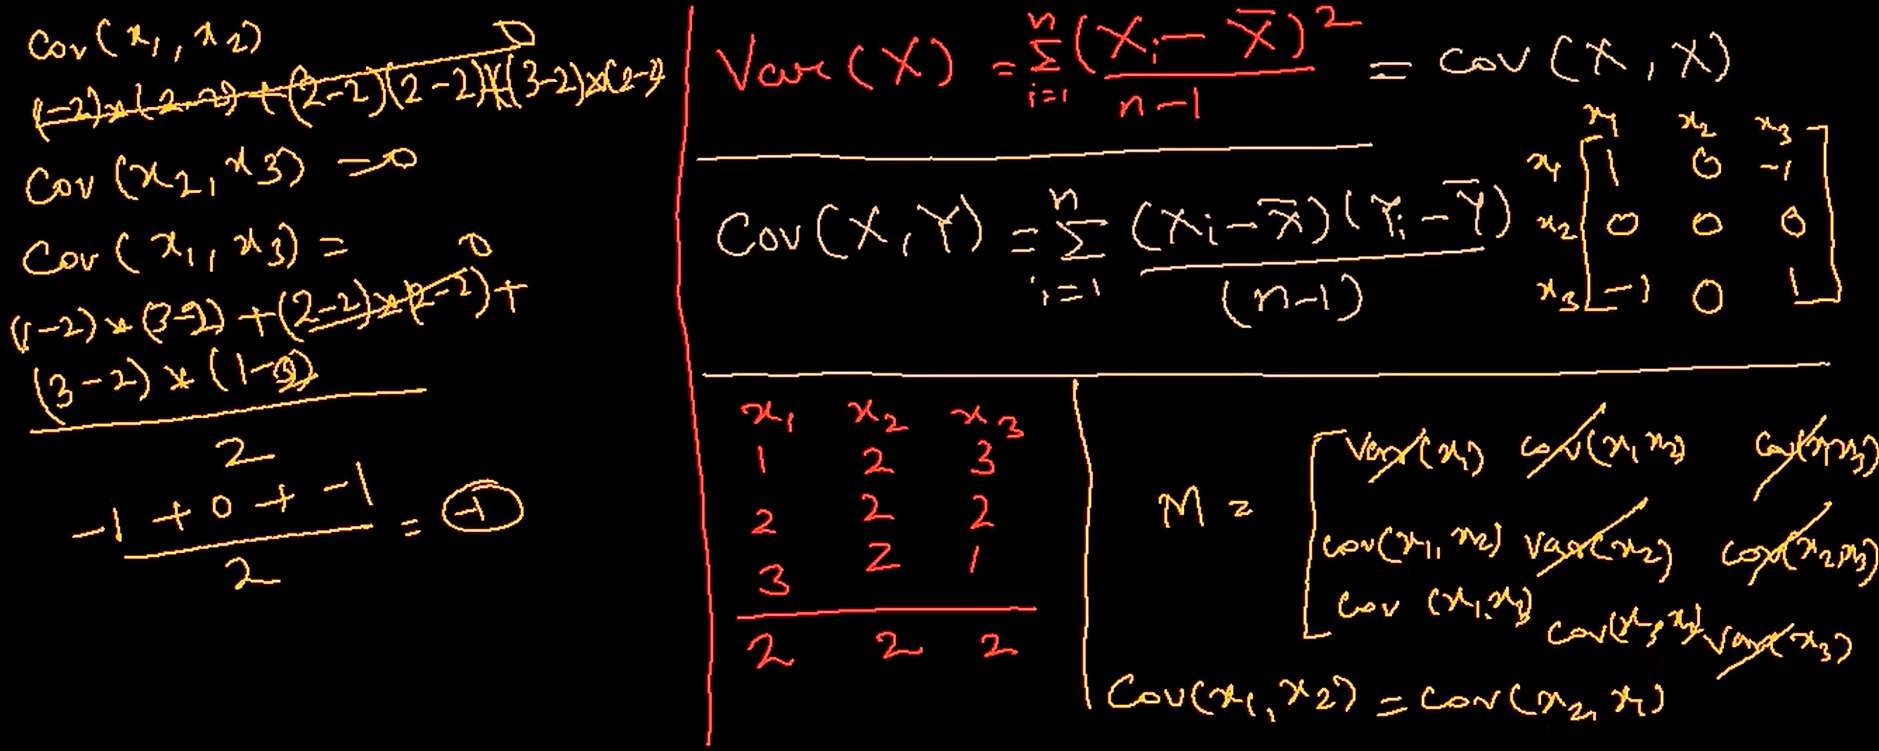 Cov(x₁, x₂) 0
(1-2)*(2-2)+(2-2)(2-2)+(3-2)*(2-2)
Cov(x₂, x₃) = 0
Cov(x₁, x₃) = 0
(1-2)*(3-2)+(2-2)*(2-2)+
(3-2)*(1-2)
2
-1 + 0 + -1 = -1
2
Var(X) = n Σ i=1 (Xᵢ - X̄)² / n-1 = Cov(X, X)
Cov(X, Y) = n Σ i=1 (Xᵢ - X̄)(Yᵢ - Ȳ) / (n-1)
x₁ x₂ x₃
x₁ 1 0 -1
x₂ 0 0 0
x₃ -1 0 1
x₁ x₂ x₃
1 2 3
2 2 2
3 2 1
2 2 2
M =
Var(x₁) Cov(x₁, x₂) Cov(x₁, x₃)
Cov(x₁, x₂) Var(x₂) Cov(x₂, x₃)
Cov(x₁, x₃) Cov(x₃, x₂) Var(x₃)
Cov(x₁, x₂) = Cov(x₂, x₁)